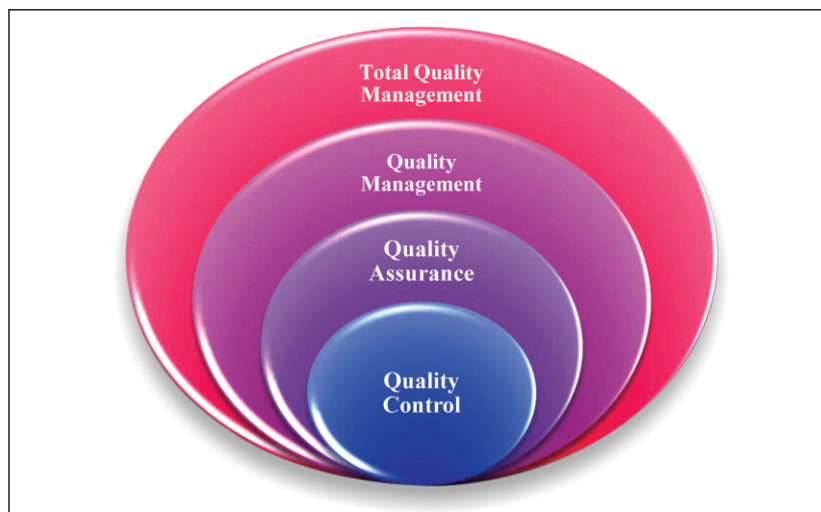 Total Quality
Management
Quality
Management
Quality
Assurance
Quality
Control